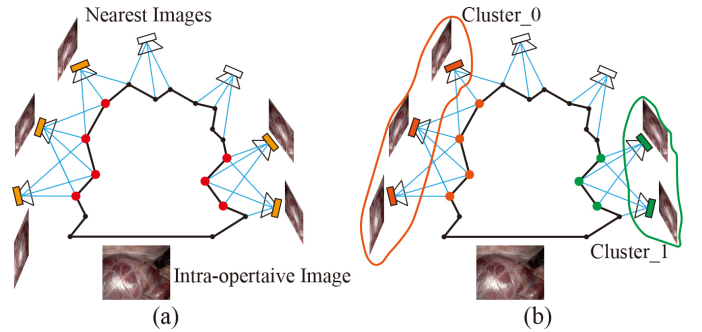 Nearest Images
Cluster_0
Cluster_1
Intra-opertaive Image
(a)
(b)